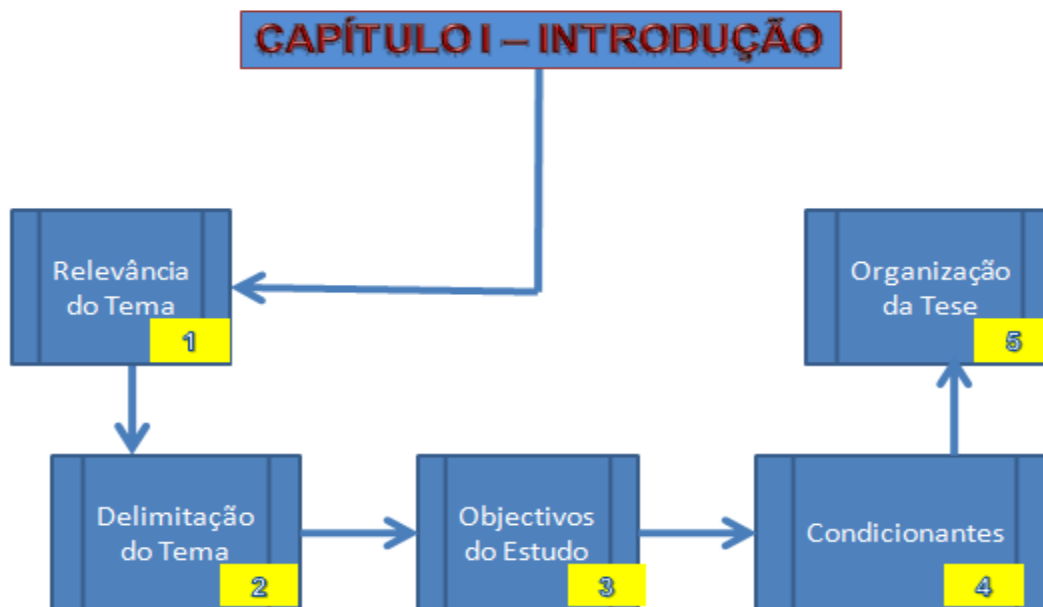 CAPÍTULO I – INTRODUÇÃO
Relevância
do Tema
1
Organização
da Tese
5
Delimitação
do Tema
2
Objectivos
do Estudo
3
Condicionantes
4